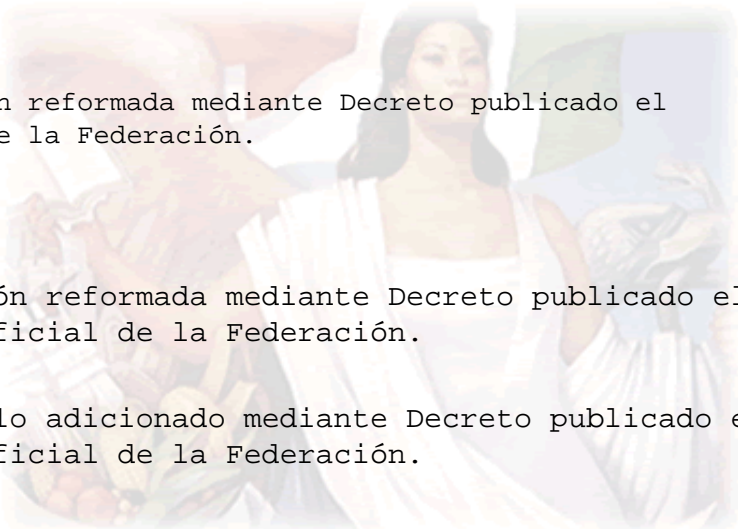 n reformada mediante Decreto publicado el
e la Federación.
ón reformada mediante Decreto publicado el
ficial de la Federación.
lo adicionado mediante Decreto publicado e
ficial de la Federación.